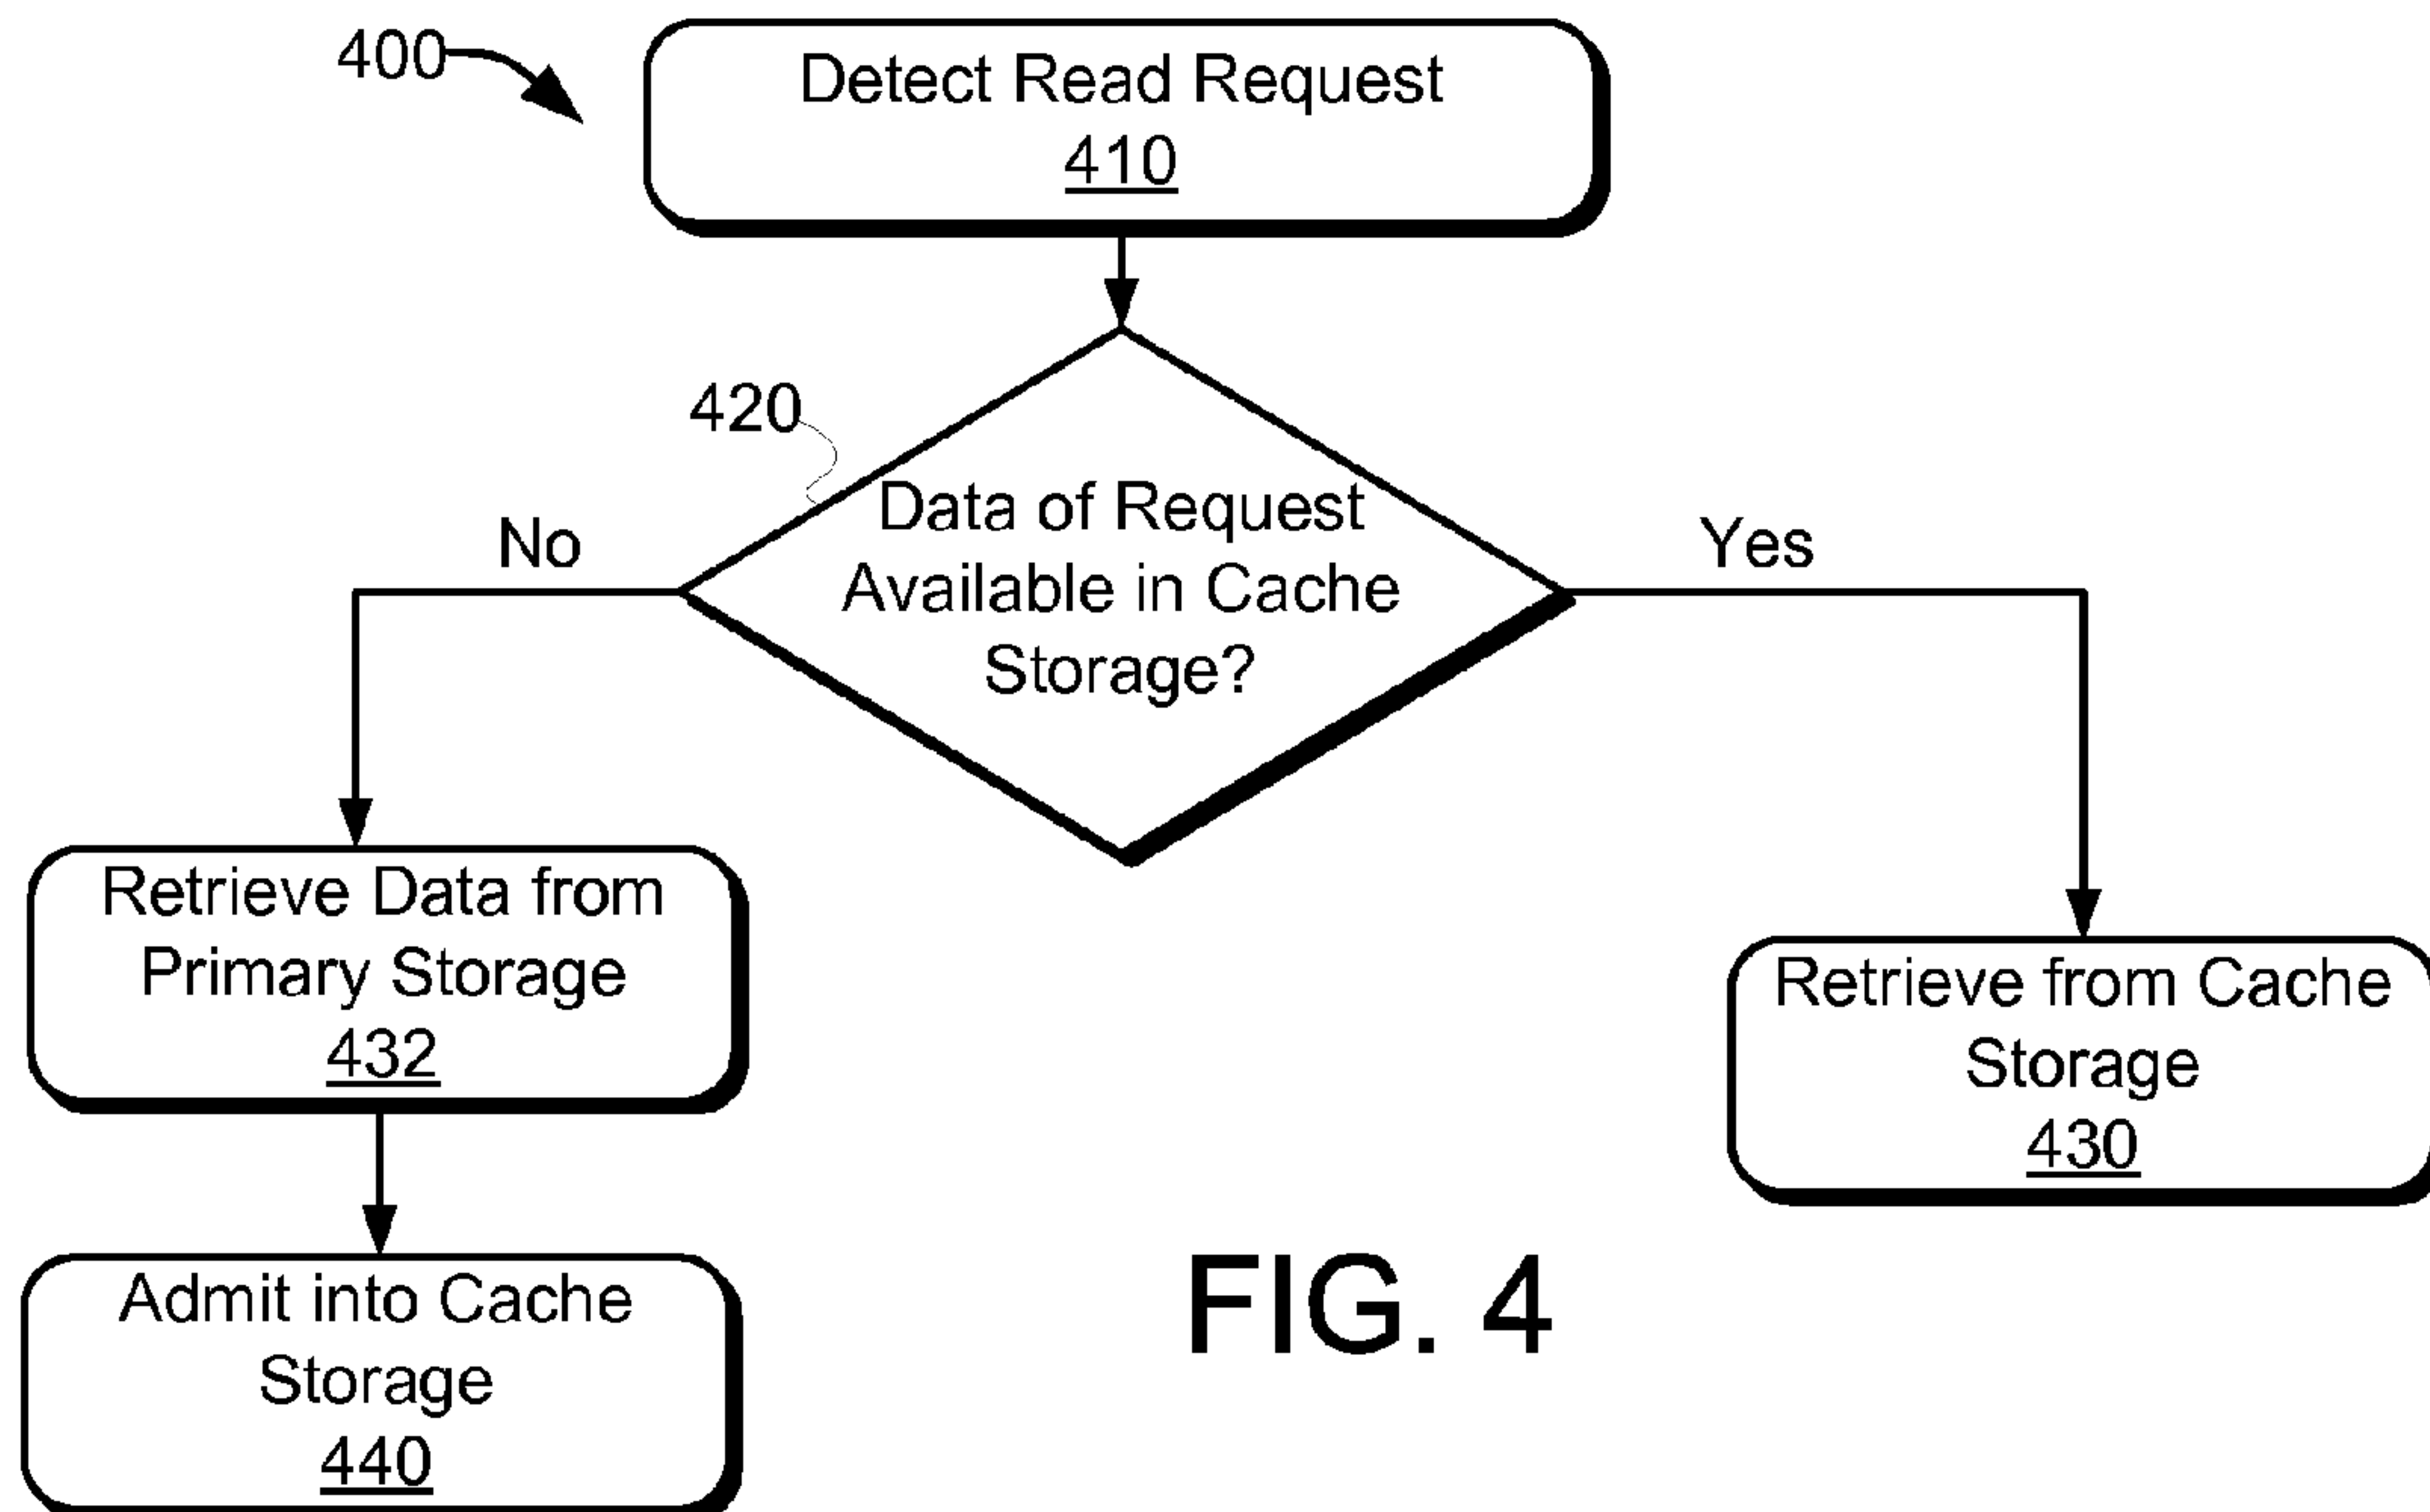 400
Detect Read Request
410
420
Data of Request
Available in Cache
Storage?
No
Yes
Retrieve Data from
Primary Storage
432
Retrieve from Cache
Storage
430
Admit into Cache
Storage
440
FIG. 4